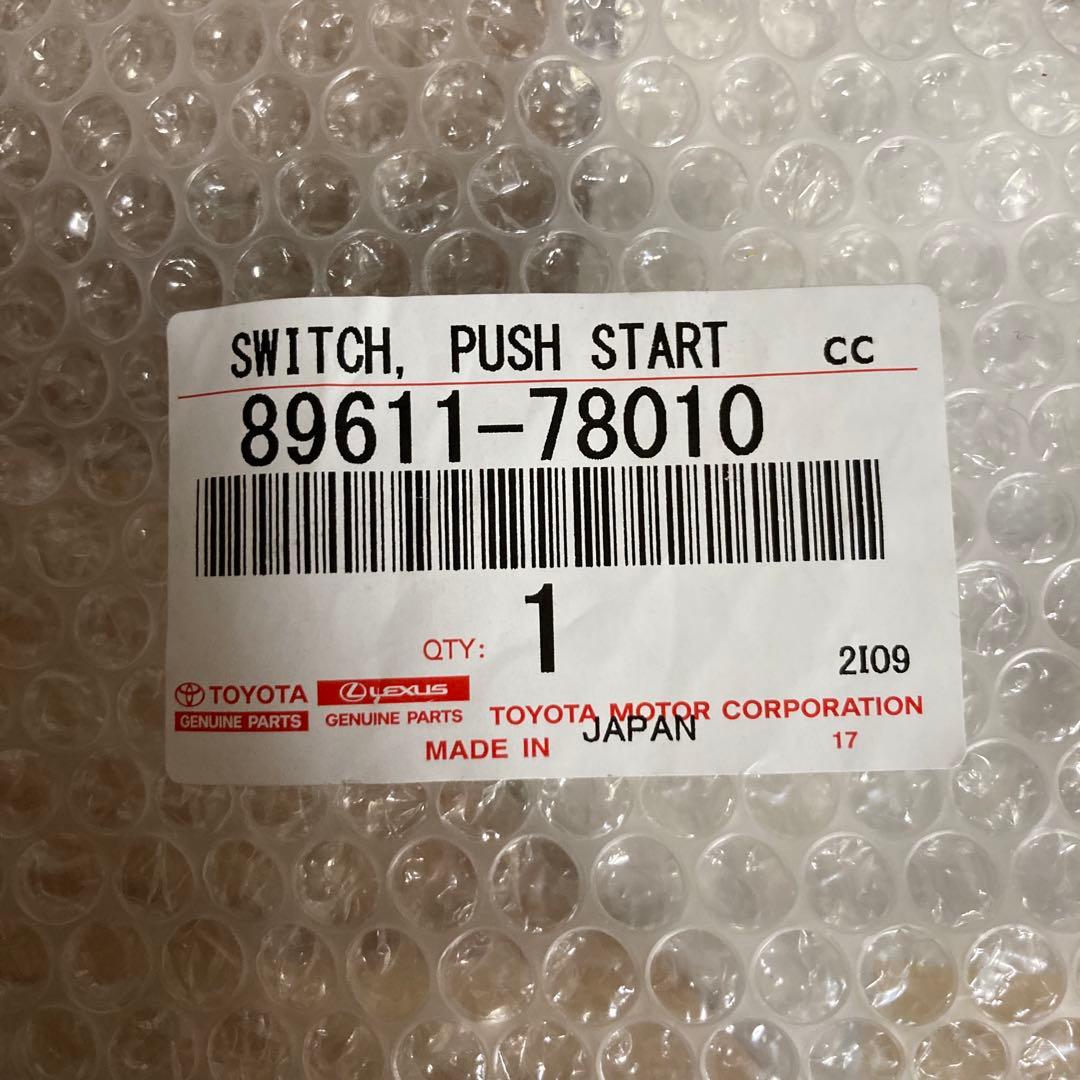 SWITCH, PUSH START CC
89611-78010
QTY: 1
2I09
TOYOTA LEXUS
GENUINE PARTS GENUINE PARTS TOYOTA MOTOR CORPORATION
MADE IN JAPAN 17